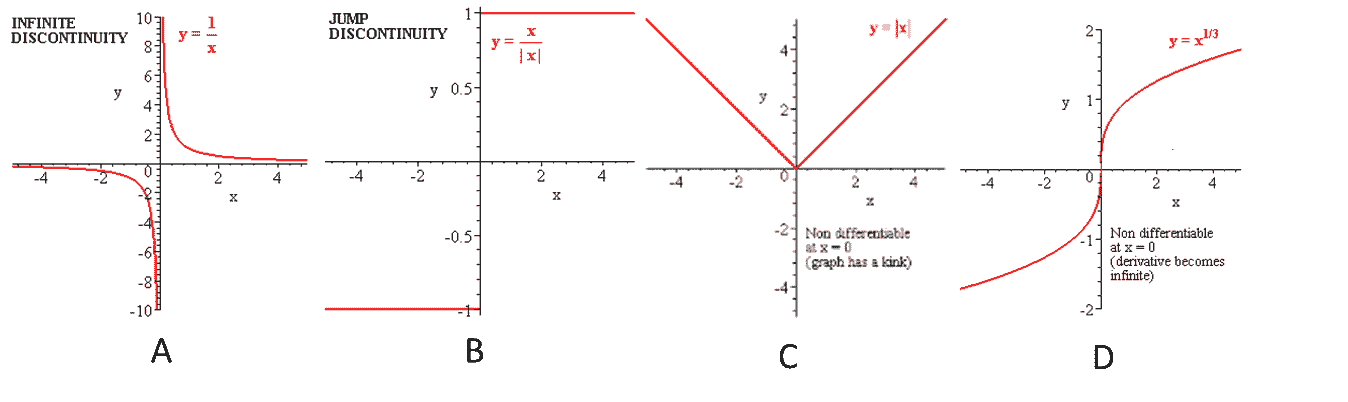 INFINITE
DISCONTINUITY
y = 1/x
10
8
6
4
2
0
-2
-4
-6
-8
-10
-4
-2
2
4
y
x
A
JUMP
DISCONTINUITY
y = x/|x|
1
0.5
-0.5
-1
-4
-2
2
4
y
x
B
y = |x|
4
2
0
-2
-4
-4
-2
2
4
y
x
Non differentiable
at x = 0
(graph has a kink)
C
y = x^1/3
2
1
0
-1
-2
-4
-2
2
4
y
x
Non differentiable
at x = 0
(derivative becomes
infinite)
D